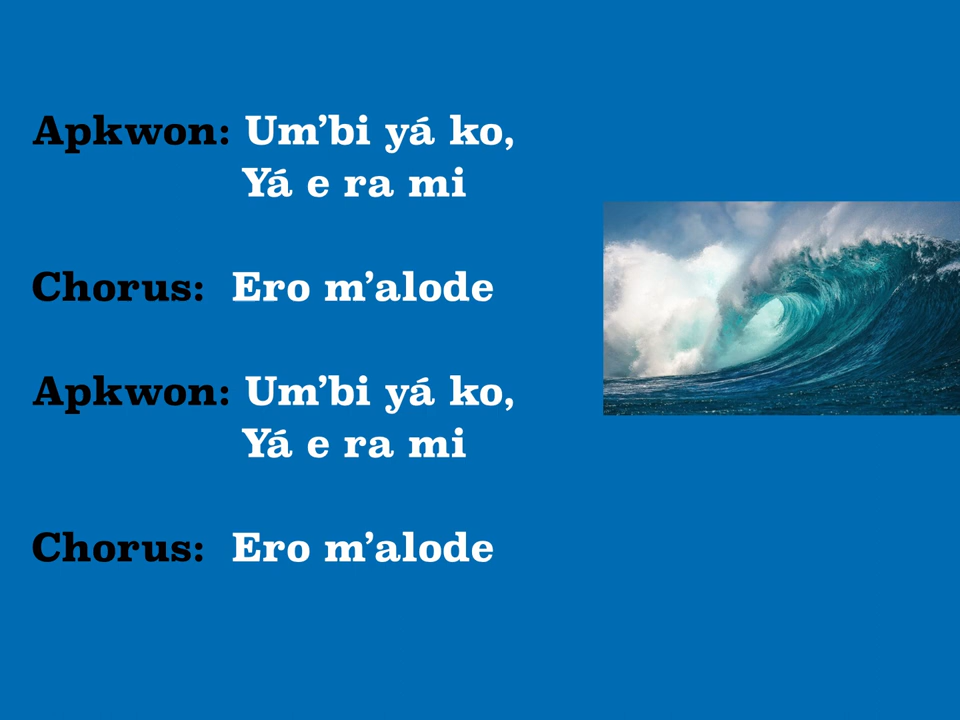 Apkwon: Um’bi yá ko,
Yá e ra mi
Chorus: Ero m’alode
Apkwon: Um’bi yá ko,
Yá e ra mi
Chorus: Ero m’alode